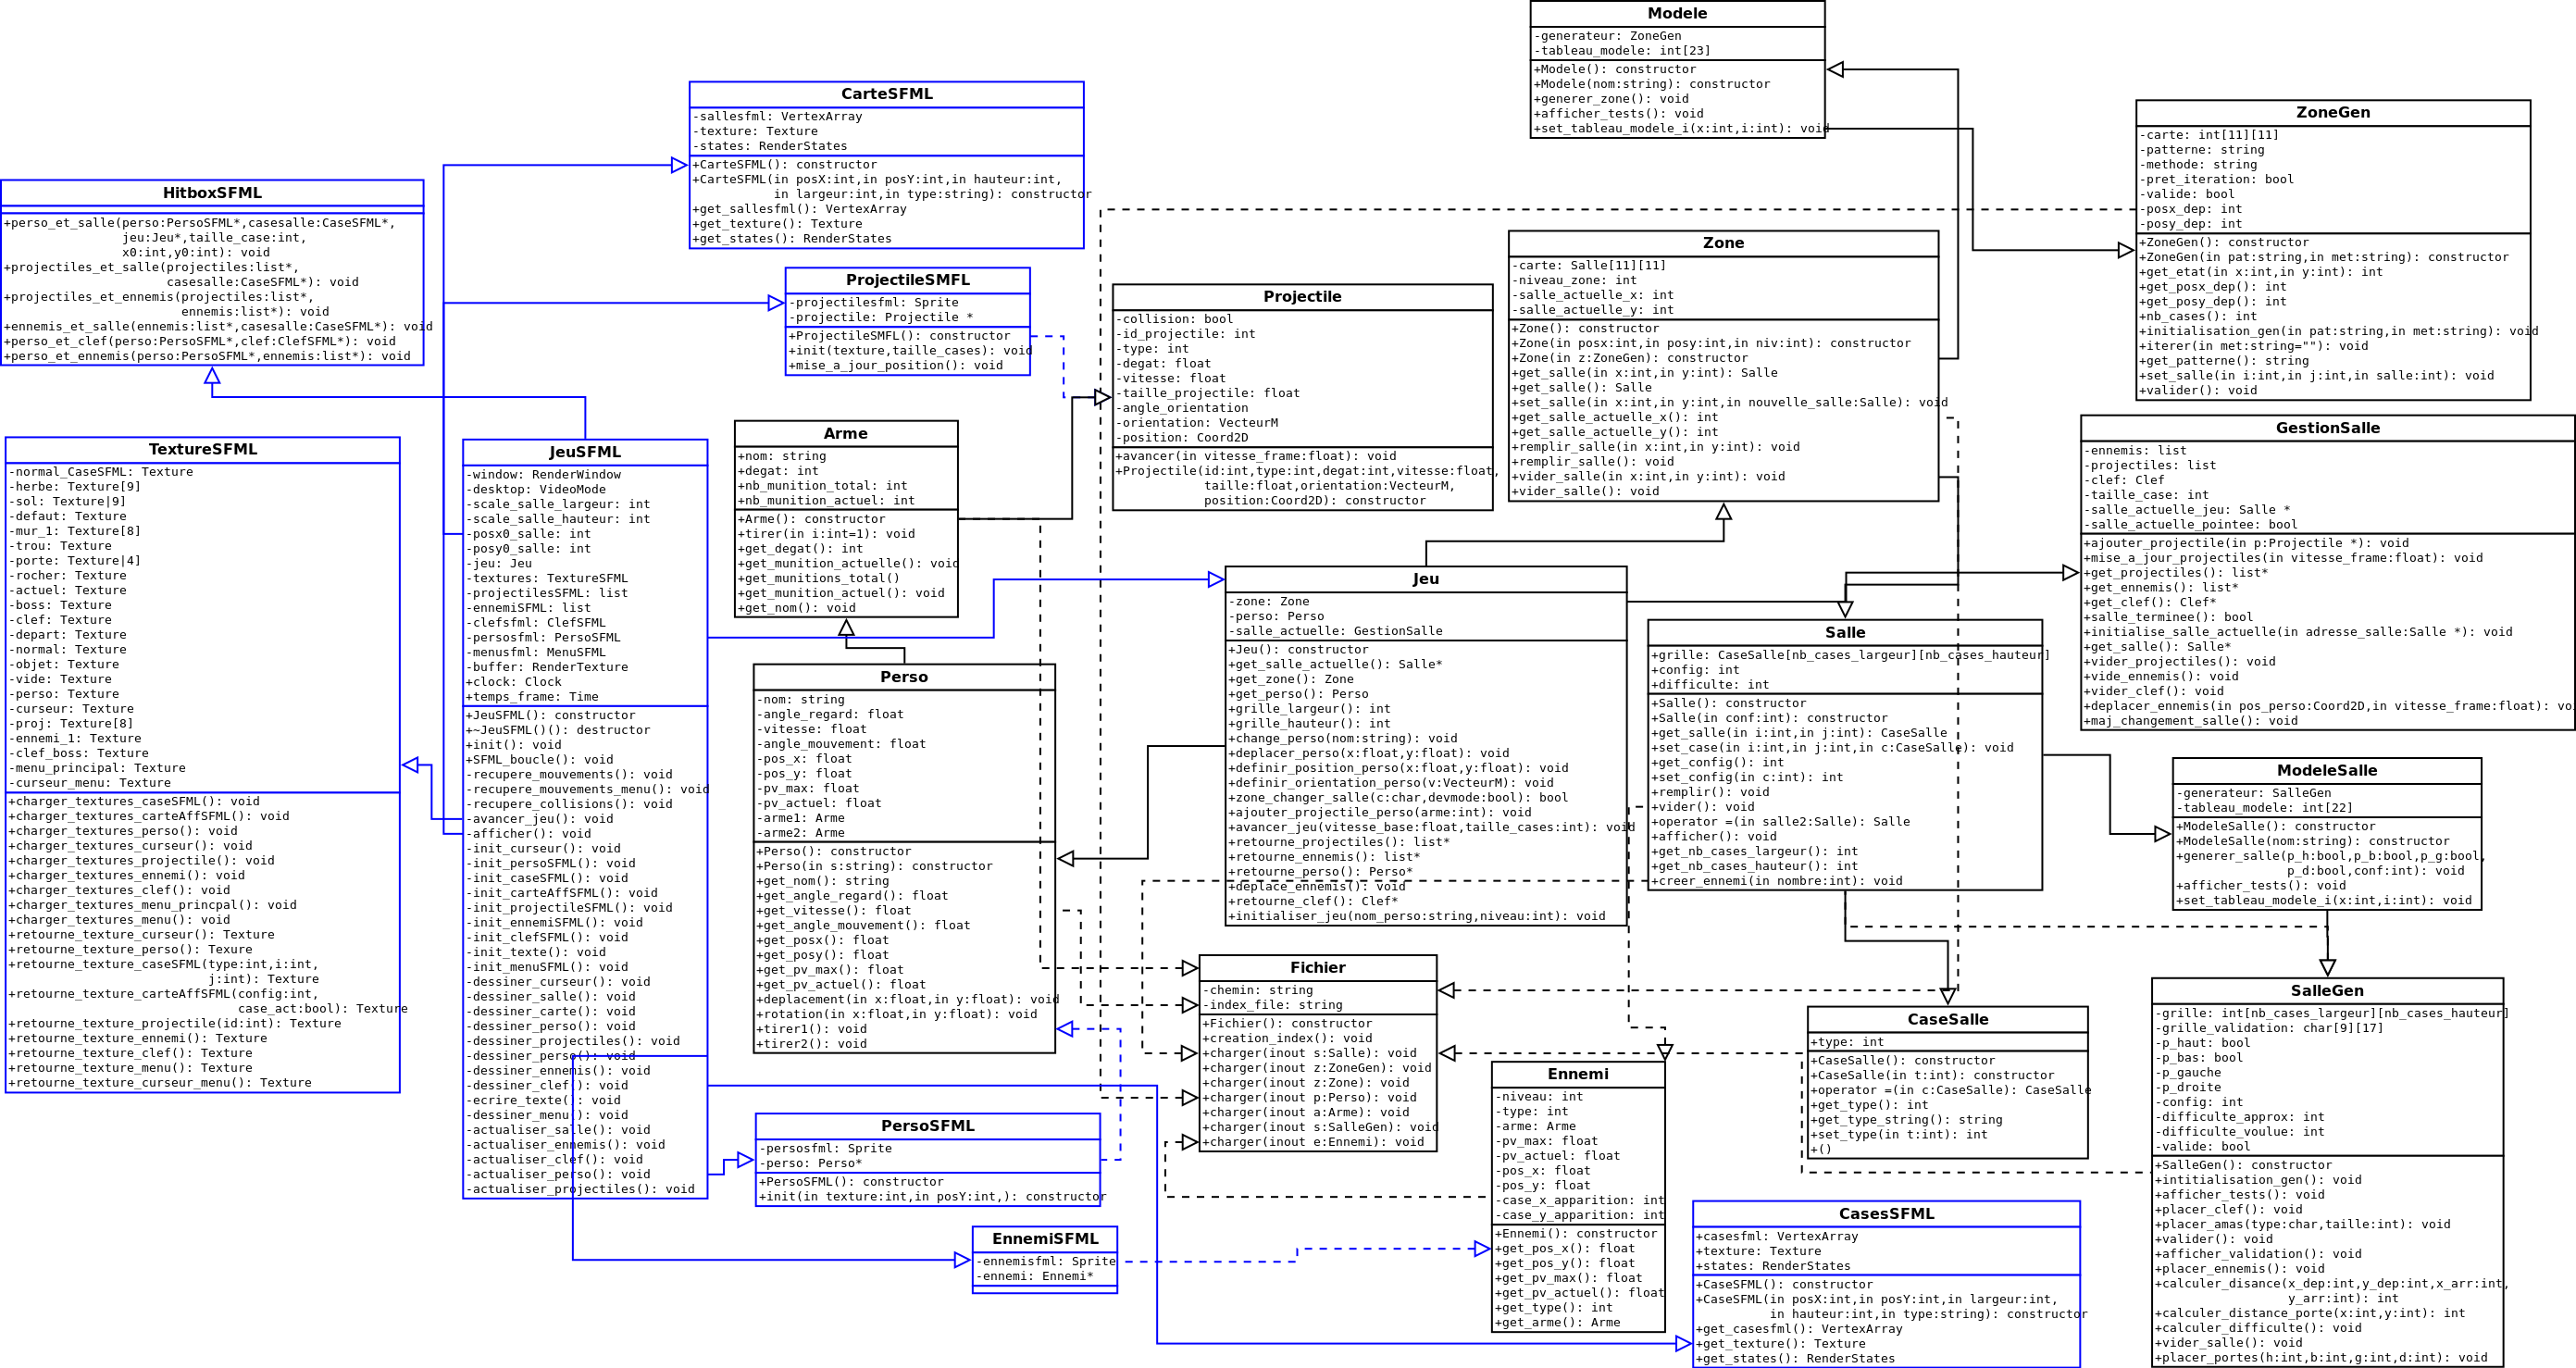 Modele
-generateur: ZoneGen
-tableau_modele: int[23]
+Modele(): constructor
+Modele(nom:string): constructor
+generer_zone(): void
+afficher_tests(): void
+set_tableau_modele_i(x:int,i:int): void
CarteSFML
-sallesfml: VertexArray
-texture: Texture
-states: RenderStates
+CarteSFML(): constructor
+CarteSFML(in posX:int,in posY:int,in hauteur:int,
in largeur:int,in type:string): constructor
+get_sallesfml(): VertexArray
+get_texture(): Texture
+get_states(): RenderStates
ZoneGen
-carte: int[11][11]
-patterne: string
-methode: string
-pret_iteration: bool
-valide: bool
-posx_dep: int
-posy_dep: int
+ZoneGen(): constructor
+ZoneGen(in pat:string,in met:string): constructor
+get_etat(in x:int,in y:int): int
+get_posx_dep(): int
+get_posy_dep(): int
+nb_cases(): int
+initialisation_gen(in pat:string,in met:string): void
+iterer(in met:string=""): void
+get_patterne(): string
+set_salle(in i:int,in j:int,in salle:int): void
+valider(): void
HitboxSFML
+perso_et_salle(perso:PersoSFML*,casesalle:CaseSFML*,
jeu:Jeu*,taille_case:int,
x0:int,y0:int): void
+projectiles_et_salle(projectiles:list*,
casesalle:CaseSFML*): void
+projectiles_et_ennemis(projectiles:list*,
ennemis:list*): void
+ennemis_et_salle(ennemis:list*,casesalle:CaseSFML*): void
+perso_et_clef(perso:PersoSFML*,clef:ClefSFML*): void
+perso_et_ennemis(perso:PersoSFML*,ennemis:list*): void
Zone
-carte: Salle[11][11]
-niveau_zone: int
-salle_actuelle_x: int
-salle_actuelle_y: int
+Zone(): constructor
+Zone(in posx:int,in posy:int,in niv:int): constructor
+Zone(in z:ZoneGen): constructor
+get_salle(in x:int,in y:int): Salle
+get_salle(): Salle
+set_salle(in x:int,in y:int,in nouvelle_salle:Salle): void
+get_salle_actuelle_x(): int
+get_salle_actuelle_y(): int
+remplir_salle(in x:int,in y:int): void
+remplir_salle(): void
+vider_salle(in x:int,in y:int): void
+vider_salle(): void
ProjectileSMFL
-projectilesfml: Sprite
-projectile: Projectile *
+ProjectileSMFL(): constructor
+init(texture,taille_cases): void
+mise_a_jour_position(): void
Projectile
-collision: bool
-id_projectile: int
-type: int
-degat: float
-vitesse: float
-taille_projectile: float
-angle_orientation
-orientation: VecteurM
-position: Coord2D
+avancer(in vitesse_frame:float): void
+Projectile(id:int,type:int,degat:int,vitesse:float,
taille:float,orientation:VecteurM,
position:Coord2D): constructor
GestionSalle
-ennemis: list
-projectiles: list
-clef: Clef
-taille_case: int
-salle_actuelle_jeu: Salle *
-salle_actuelle_pointee: bool
+ajouter_projectile(in p:Projectile *): void
+mise_a_jour_projectiles(in vitesse_frame:float): void
+get_projectiles(): list*
+get_ennemis(): list*
+get_clef(): Clef*
+salle_terminee(): bool
+initialise_salle_actuelle(in adresse_salle:Salle *): void
+get_salle(): Salle*
+vider_projectiles(): void
+vide_ennemis(): void
+vider_clef(): void
+deplacer_ennemis(in pos_perso:Coord2D,in vitesse_frame:float): vo
+maj_changement_salle(): void
Arme
+nom: string
+degat: int
+nb_munition_total: int
+nb_munition_actuel: int
+Arme(): constructor
+tirer(in i:int=1): void
+get_degat(): int
+get_munition_actuelle(): void
+get_munitions_total()
+get_munition_actuel(): void
+get_nom(): void
TextureSFML
-normal_CaseSFML: Texture
-herbe: Texture[9]
-sol: Texture|9]
-defaut: Texture
-mur_1: Texture[8]
-trou: Texture
-porte: Texture|4]
-rocher: Texture
-actuel: Texture
-boss: Texture
-clef: Texture
-depart: Texture
-normal: Texture
-objet: Texture
-vide: Texture
-perso: Texture
-curseur: Texture
-proj: Texture[8]
-ennemi_1: Texture
-clef_boss: Texture
-menu_principal: Texture
-curseur_menu: Texture
+charger_textures_caseSFML(): void
+charger_textures_carteAffSFML(): void
+charger_textures_perso(): void
+charger_textures_curseur(): void
+charger_textures_projectile(): void
+charger_textures_ennemi(): void
+charger_textures_clef(): void
+charger_textures_menu_princpal(): void
+charger_textures_menu(): void
+retourne_texture_curseur(): Texture
+retourne_texture_perso(): Texure
+retourne_texture_caseSFML(type:int,i:int,
j:int): Texture
+retourne_texture_carteAffSFML(config:int,
case_act:bool): Texture
+retourne_texture_projectile(id:int): Texture
+retourne_texture_ennemi(): Texture
+retourne_texture_clef(): Texture
+retourne_texture_menu(): Texture
+retourne_texture_curseur_menu(): Texture
JeuSFML
-window: RenderWindow
-desktop: VideoMode
-scale_salle_largeur: int
-scale_salle_hauteur: int
-posx0_salle: int
-posy0_salle: int
-jeu: Jeu
-textures: TextureSFML
-projectilesSFML: list
-ennemiSFML: list
-clefsfml: ClefSFML
-persosfml: PersoSFML
-menusfml: MenuSFML
-buffer: RenderTexture
+clock: Clock
+temps_frame: Time
+JeuSFML(): constructor
+~JeuSFML()(): destructor
+init(): void
+SFML_boucle(): void
-recupere_mouvements(): void
-recupere_mouvements_menu(): void
-recupere_collisions(): void
-avancer_jeu(): void
-afficher(): void
-init_curseur(): void
-init_persoSFML(): void
-init_caseSFML(): void
-init_carteAffSFML(): void
-init_projectileSFML(): void
-init_ennemiSFML(): void
-init_clefSFML(): void
-init_texte(): void
-init_menuSFML(): void
-dessiner_curseur(): void
-dessiner_salle(): void
-dessiner_carte(): void
-dessiner_perso(): void
-dessiner_projectiles(): void
-dessiner_perso(): void
-dessiner_ennemis(): void
-dessiner_clef(): void
-ecrire_texte(): void
-dessiner_menu(): void
-actualiser_salle(): void
-actualiser_ennemis(): void
-actualiser_clef(): void
-actualiser_perso(): void
-actualiser_projectiles(): void
Jeu
-zone: Zone
-perso: Perso
-salle_actuelle: GestionSalle
+Jeu(): constructor
+get_salle_actuelle(): Salle*
+get_zone(): Zone
+get_perso(): Perso
+grille_largeur(): int
+grille_hauteur(): int
+change_perso(nom:string): void
+deplacer_perso(x:float,y:float): void
+definir_position_perso(x:float,y:float): void
+definir_orientation_perso(v:VecteurM): void
+zone_changer_salle(c:char,devmode:bool): bool
+ajouter_projectile_perso(arme:int): void
+avancer_jeu(vitesse_base:float,taille_cases:int): void
+retourne_projectiles(): list*
+retourne_ennemis(): list*
+retourne_perso(): Perso*
+deplace_ennemis(): void
+retourne_clef(): Clef*
+initialiser_jeu(nom_perso:string,niveau:int): void
Salle
+grille: CaseSalle[nb_cases_largeur][nb_cases_hauteur]
+config: int
+difficulte: int
+Salle(): constructor
+Salle(in conf:int): constructor
+get_salle(in i:int,in j:int): CaseSalle
+set_case(in i:int,in j:int,in c:CaseSalle): void
+get_config(): int
+set_config(in c:int): int
+remplir(): void
+vider(): void
+operator =(in salle2:Salle): Salle
+afficher(): void
+get_nb_cases_largeur(): int
+get_nb_cases_hauteur(): int
+creer_ennemi(in nombre:int): void
Perso
-nom: string
-angle_regard: float
-vitesse: float
-angle_mouvement: float
-pos_x: float
-pos_y: float
-pv_max: float
-pv_actuel: float
-arme1: Arme
-arme2: Arme
+Perso(): constructor
+Perso(in s:string): constructor
+get_nom(): string
+get_angle_regard(): float
+get_vitesse(): float
+get_angle_mouvement(): float
+get_posx(): float
+get_posy(): float
+get_pv_max(): float
+get_pv_actuel(): float
+deplacement(in x:float,in y:float): void
+rotation(in x:float,in y:float): void
+tirer1(): void
+tirer2(): void
ModeleSalle
-generateur: SalleGen
-tableau_modele: int[22]
+ModeleSalle(): constructor
+ModeleSalle(nom:string): constructor
+generer_salle(p_h:bool,p_b:bool,p_g:bool,
p_d:bool,conf:int): void
+afficher_tests(): void
+set_tableau_modele_i(x:int,i:int): void
Fichier
-chemin: string
-index_file: string
+Fichier(): constructor
+creation_index(): void
+charger(inout s:Salle): void
+charger(inout z:ZoneGen): void
+charger(inout z:Zone): void
+charger(inout p:Perso): void
+charger(inout a:Arme): void
+charger(inout s:SalleGen): void
+charger(inout e:Ennemi): void
SalleGen
-grille: int[nb_cases_largeur][nb_cases_hauteur]
-grille_validation: char[9][17]
-p_haut: bool
-p_bas: bool
-p_gauche
-p_droite
-config: int
-difficulte_approx: int
-difficulte_voulue: int
-valide: bool
+SalleGen(): constructor
+intitialisation_gen(): void
+afficher_tests(): void
+placer_clef(): void
+placer_amas(type:char,taille:int): void
+valider(): void
+afficher_validation(): void
+placer_ennemis(): void
+calculer_disance(x_dep:int,y_dep:int,x_arr:int,
y_arr:int): int
+calculer_distance_porte(x:int,y:int): int
+calculer_difficulte(): void
+vider_salle(): void
+placer_portes(h:int,b:int,g:int,d:int): void
CaseSalle
+type: int
+CaseSalle(): constructor
+CaseSalle(in t:int): constructor
+operator =(in c:CaseSalle): CaseSalle
+get_type(): int
+get_type_string(): string
+set_type(in t:int): int
+()
Ennemi
-niveau: int
-type: int
-arme: Arme
-pv_max: float
-pv_actuel: float
-pos_x: float
-pos_y: float
-case_x_apparition: int
-case_y_apparition: int
+Ennemi(): constructor
+get_pos_x(): float
+get_pos_y(): float
+get_pv_max(): float
+get_pv_actuel(): float
+get_type(): int
+get_arme(): Arme
PersoSFML
-persosfml: Sprite
-perso: Perso*
+PersoSFML(): constructor
+init(in texture:int,in posY:int,): constructor
EnnemiSFML
-ennemisfml: Sprite
-ennemi: Ennemi*
CasesSFML
+casesfml: VertexArray
+texture: Texture
+states: RenderStates
+CaseSFML(): constructor
+CaseSFML(in posX:int,in posY:int,in largeur:int,
in hauteur:int,in type:string): constructor
+get_casesfml(): VertexArray
+get_texture(): Texture
+get_states(): RenderStates